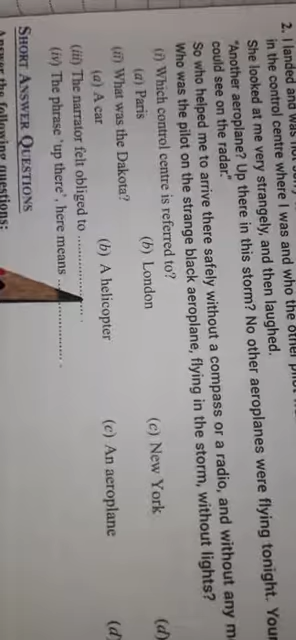 2. I landed and was not
in the control centre where I was and who the other
She looked at me very strangely, and then laughed.
"Another aeroplane? Up there in this storm? No other aeroplanes were flying tonight. Your
could see on the radar."
So who helped me to arrive there safely without a compass or a radio, and without any m
Who was the pilot on the strange black aeroplane, flying in the storm, without lights?
(i) Which control centre is referred to?
(a) Paris (b) London (c) New York (d)
(ii) What was the Dakota?
(a) A car (b) A helicopter (c) An aeroplane (d)
(iii) The narrator felt obliged to ............ .
(iv) The phrase 'up there', here means ............ .
SHORT ANSWER QUESTIONS
Answer the following questions: